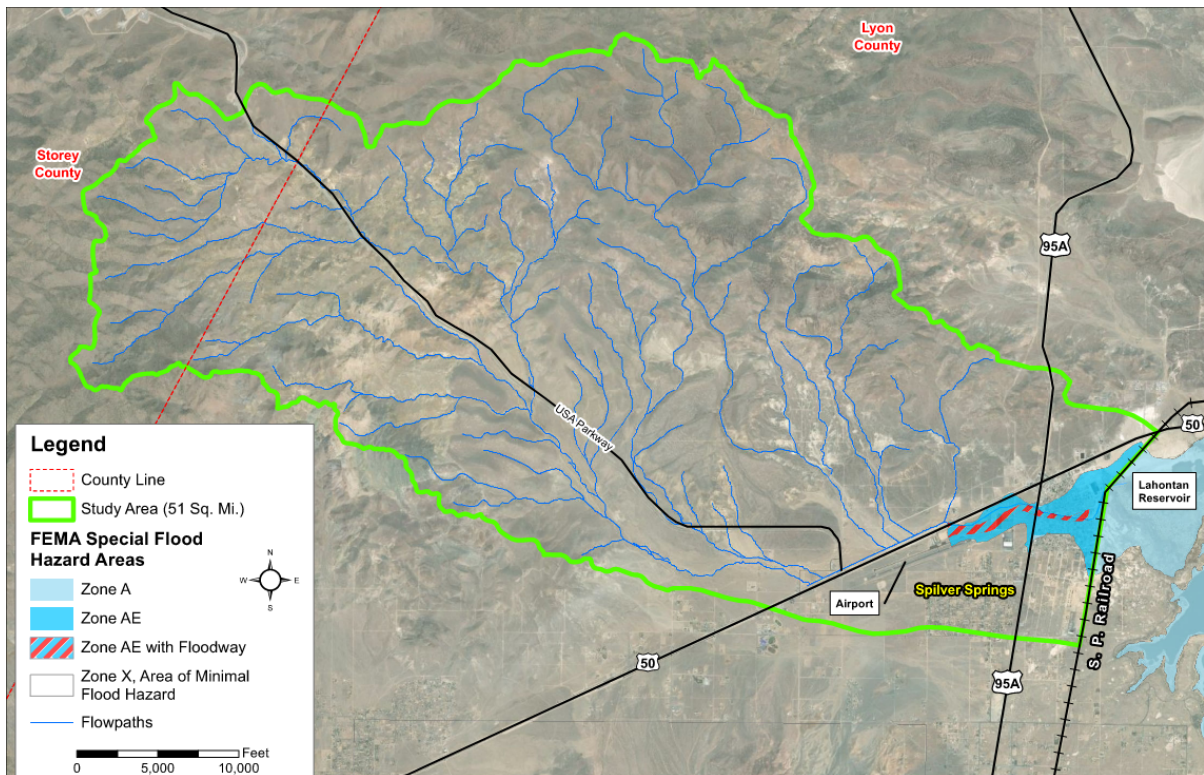 Lyon
County
Storey
County
95A
USA Parkway
50
Lahontan
Reservoir
Airport
Spilver Springs
S. P. Railroad
50
95A
Legend
County Line
Study Area (51 Sq. Mi.)
FEMA Special Flood
Hazard Areas
Zone A
Zone AE
Zone AE with Floodway
Zone X, Area of Minimal
Flood Hazard
Flowpaths
N
W E
S
Feet
0 5,000 10,000